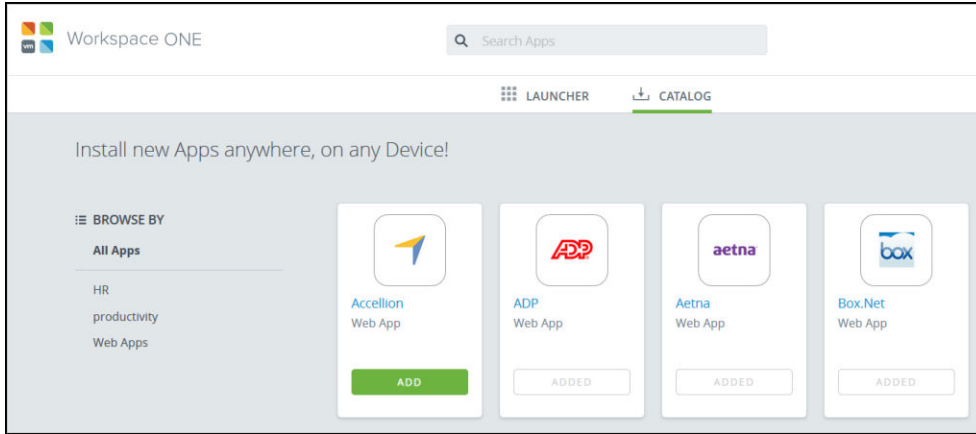 vm
Workspace ONE
Search Apps
LAUNCHER
CATALOG
Install new Apps anywhere, on any Device!
BROWSE BY
All Apps
HR
productivity
Web Apps
Accellion
Web App
ADD
ADP
ADP
Web App
ADDED
aetna
Aetna
Web App
ADDED
box
Box.Net
Web App
ADDED